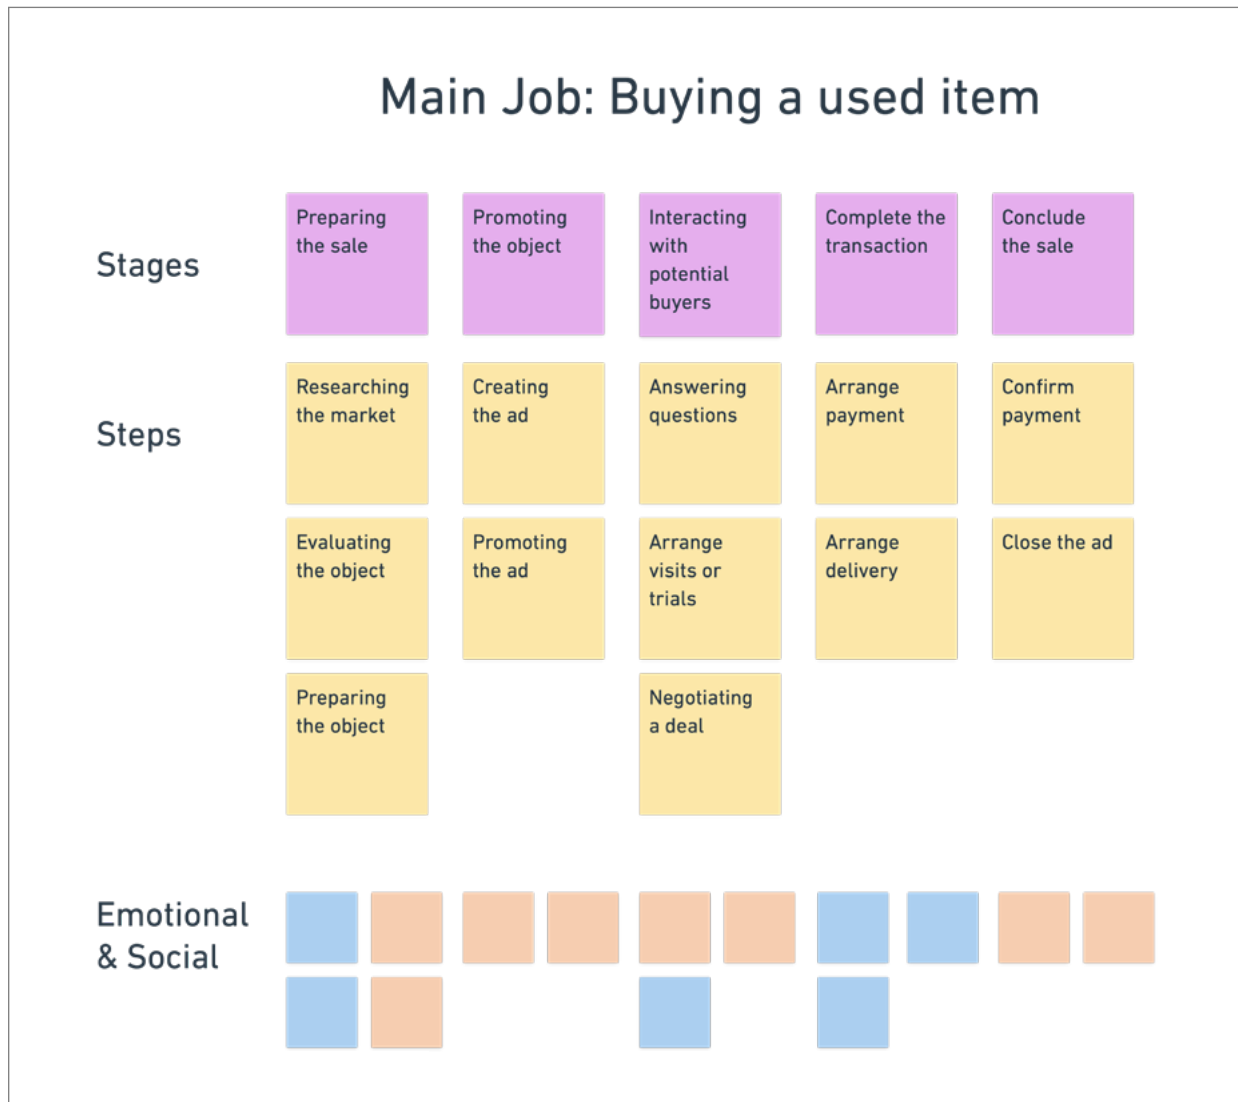 Main Job: Buying a used item
Stages
Preparing
the sale
Promoting
the object
Interacting
with
potential
buyers
Complete the
transaction
Conclude
the sale
Steps
Researching
the market
Creating
the ad
Answering
questions
Arrange
payment
Confirm
payment
Evaluating
the object
Promoting
the ad
Arrange
visits or
trials
Arrange
delivery
Close the ad
Preparing
the object
Negotiating
a deal
Emotional
& Social